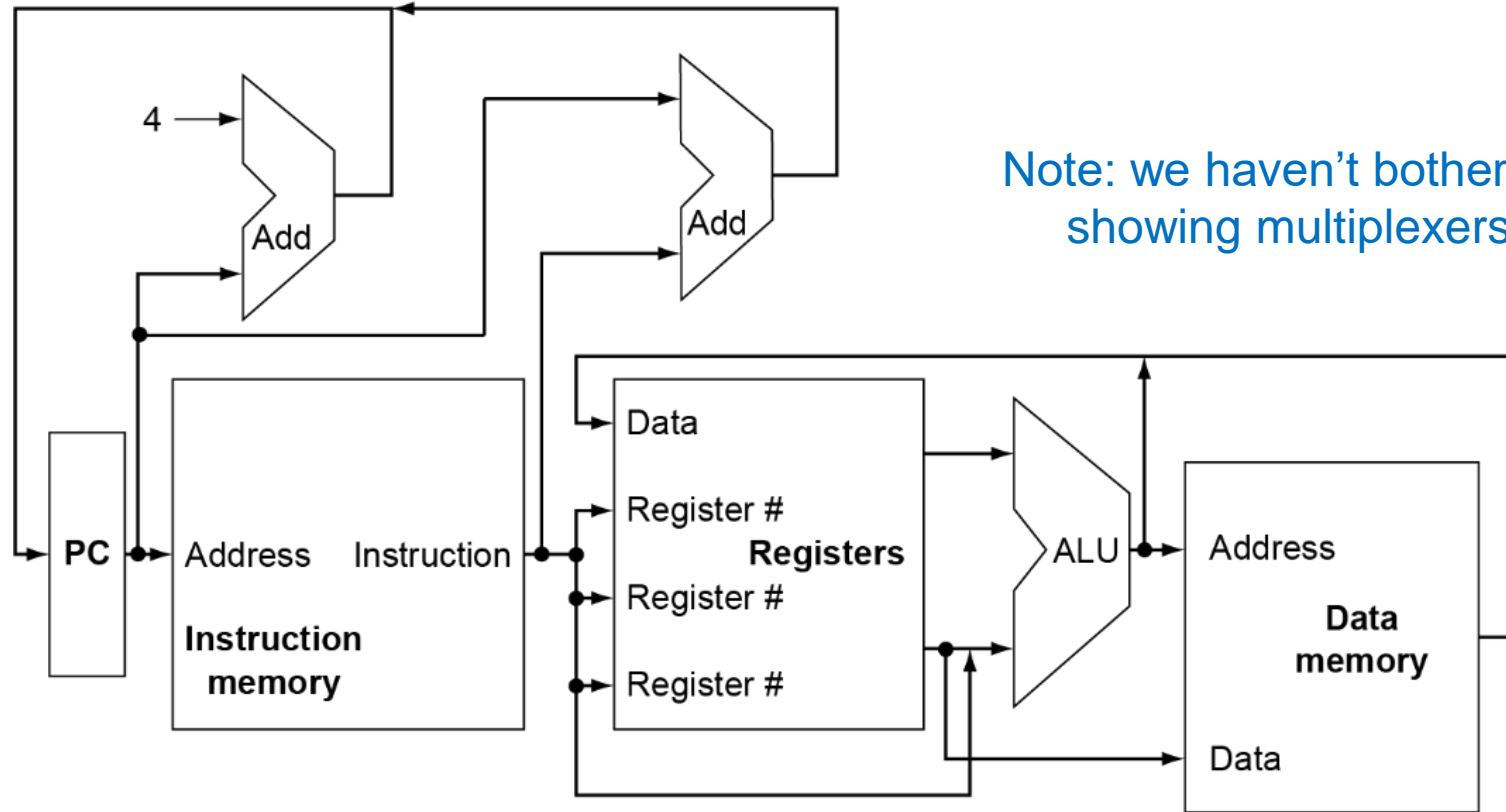 4
Add
Add
Note: we haven’t bother
showing multiplexers
Data
Register #
PC
Address
Instruction
Registers
ALU
Address
Register #
Instruction
memory
Data
memory
Register #
Data